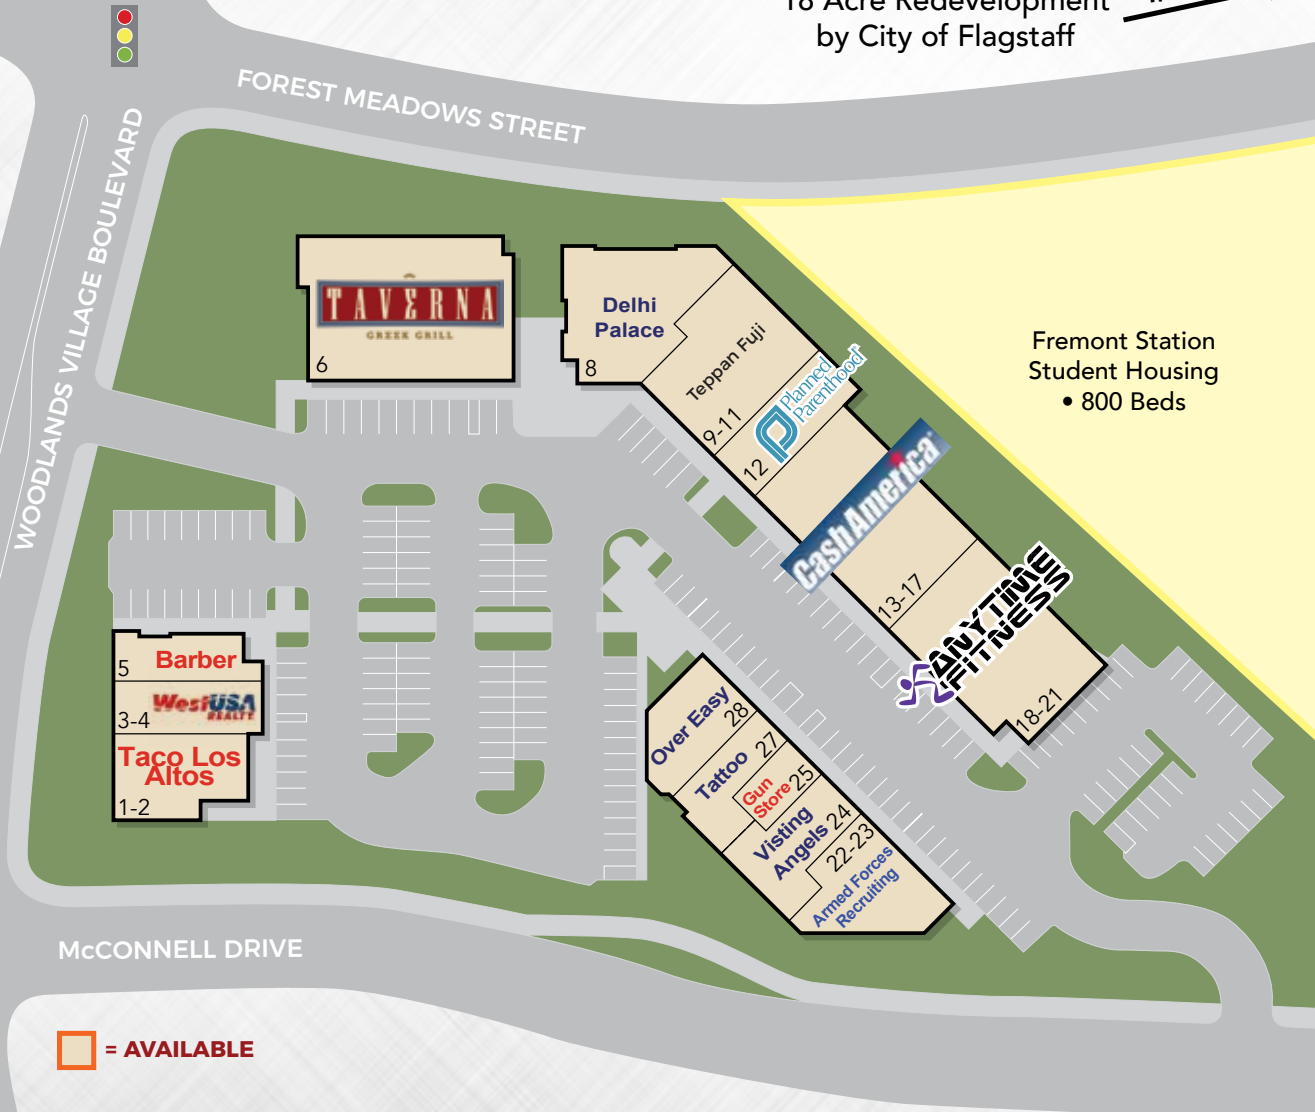 18 Acre Redevelopment
by City of Flagstaff
FOREST MEADOWS STREET
WOODLANDS VILLAGE BOULEVARD
TAVERNA
GREEK GRILL
6
Delhi
Palace
8
Teppan Fuji
9-11
Planned
Parenthood
12
CashAmerica
13-17
ANYTIME
FITNESS
18-21
Fremont Station
Student Housing
• 800 Beds
5
Barber
WestUSA
REALTY
3-4
Taco Los
Altos
1-2
Over Easy
28
Tattoo
27
Gun
Store
25
Visting
Angels
24
22-23
Armed Forces
Recruiting
McCONNELL DRIVE
= AVAILABLE